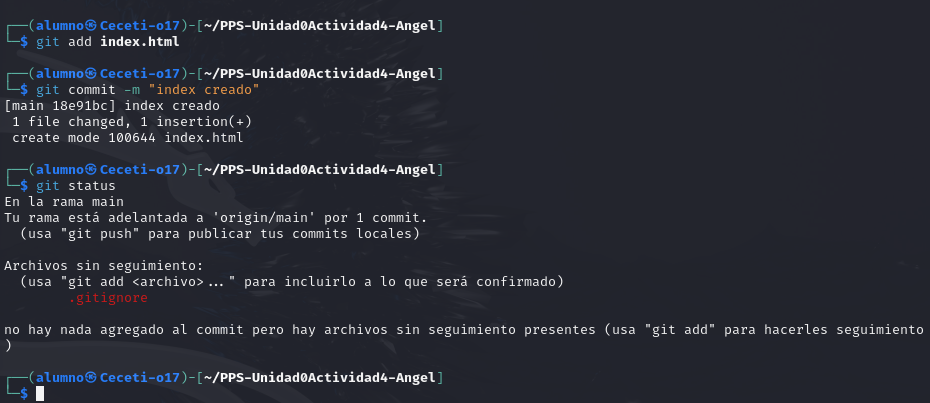 ┌──(alumno㉿Ceceti-o17)-[~/PPS-Unidad0Actividad4-Angel]
└─$ git add index.html
┌──(alumno㉿Ceceti-o17)-[~/PPS-Unidad0Actividad4-Angel]
└─$ git commit -m "index creado"
[main 18e91bc] index creado
 1 file changed, 1 insertion(+)
 create mode 100644 index.html
┌──(alumno㉿Ceceti-o17)-[~/PPS-Unidad0Actividad4-Angel]
└─$ git status
En la rama main
Tu rama está adelantada a 'origin/main' por 1 commit.
  (usa "git push" para publicar tus commits locales)
Archivos sin seguimiento:
  (usa "git add <archivo>..." para incluirlo a lo que será confirmado)
        .gitignore
no hay nada agregado al commit pero hay archivos sin seguimiento presentes (usa "git add" para hacerles seguimiento
)
┌──(alumno㉿Ceceti-o17)-[~/PPS-Unidad0Actividad4-Angel]
└─$